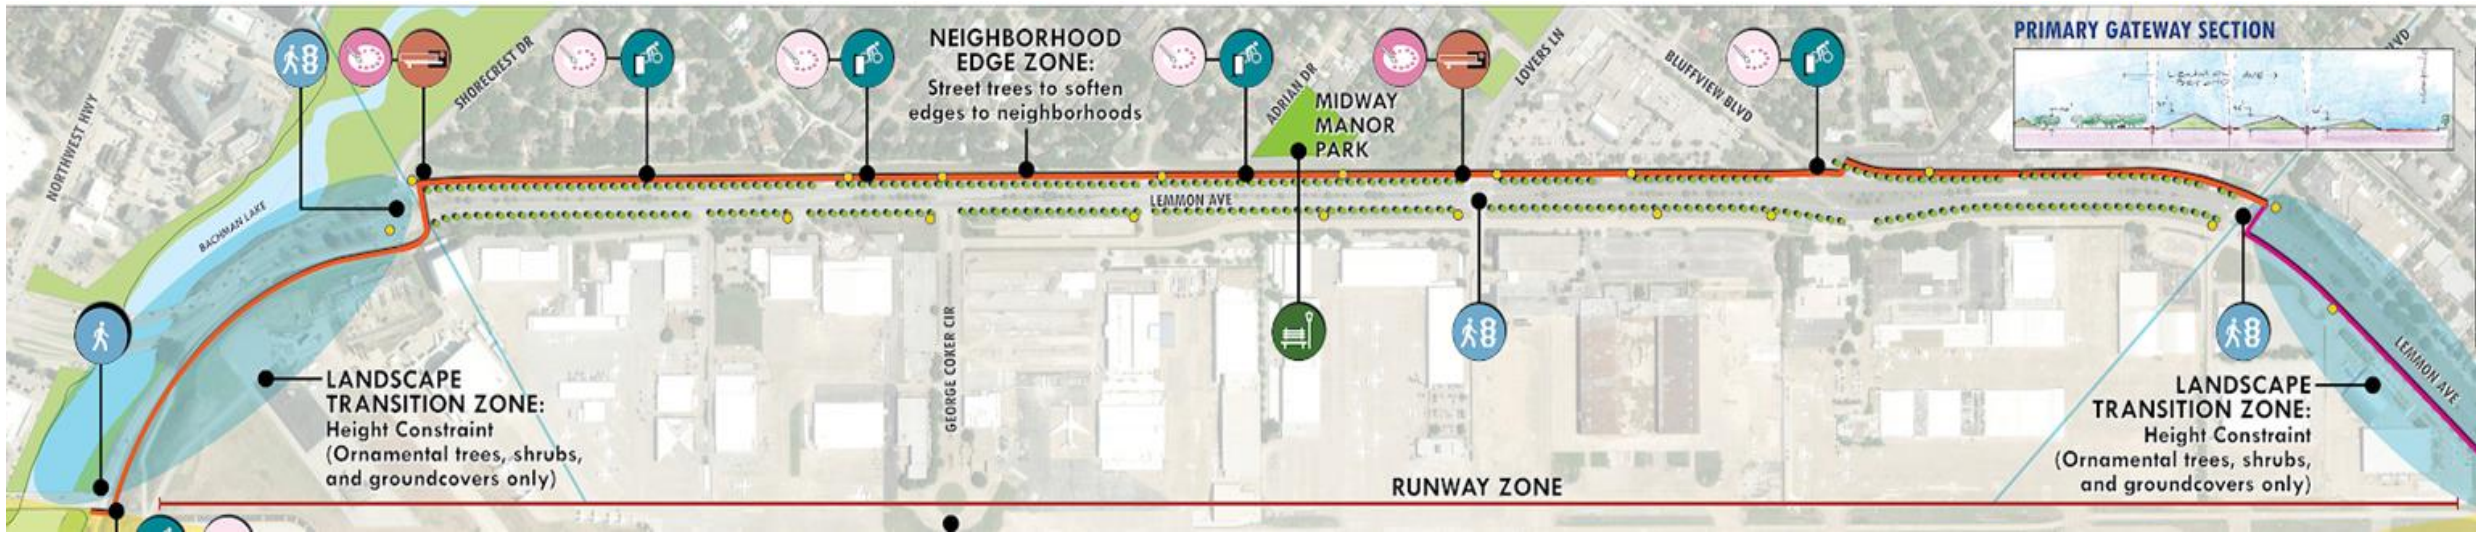 NORTHWEST HWY
BACHMAN LAKE
SHORECREST DR
NEIGHBORHOOD
EDGE ZONE:
Street trees to soften
edges to neighborhoods
ADRIAN DR
MIDWAY
MANOR
PARK
LOVERS LN
BLUFFVIEW BLVD
PRIMARY GATEWAY SECTION
LEMMON AVE
GEORGE COKER CIR
LANDSCAPE
TRANSITION ZONE:
Height Constraint
(Ornamental trees, shrubs,
and groundcovers only)
RUNWAY ZONE
LANDSCAPE
TRANSITION ZONE:
Height Constraint
(Ornamental trees, shrubs,
and groundcovers only)
LEMMON AVE